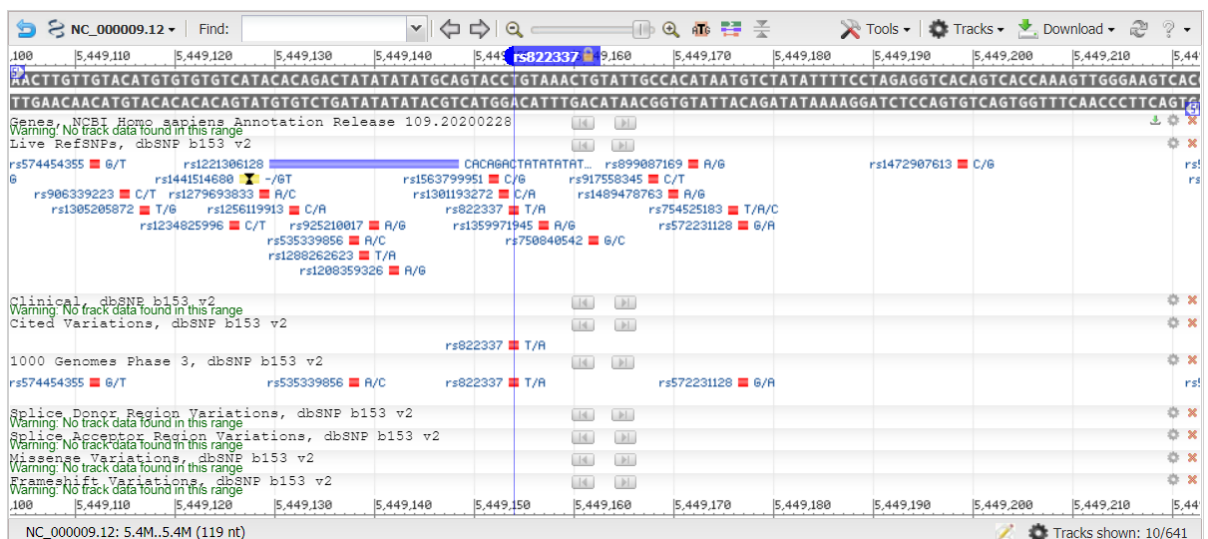 NC_000009.12 Find: Tools Tracks Download ?
,100 5,449,110 5,449,120 5,449,130 5,449,140 5,449 rs822337 9,160 5,449,170 5,449,180 5,449,190 5,449,200 5,449,210 5,44
AACTTGTTGTACATGTGTGTGTCATACACAGACTATATATATGCAGTACCTGTAAACTGTATTGCCACATAATGTCTATATTTTCCTAGAGGTCACAGTCACCAAAGTTGGGAAGTCAC
TTGAACAACATGTACACACACAGTATGTGTCTGATATATATACGTCATGGACATTTGACATAACGGTGTATTACAGATATAAAAGGATCTCCAGTGTCAGTGGTTTCAACCCTTCAGTG
Genes, NCBI Homo sapiens Annotation Release 109.20200228
Warning: No track data found in this range
Live RefSNPs, dbSNP b153 v2
rs574454355 G/T rs1221306128 CACAGACTATATATAT... rs899087169 A/G rs1472907613 C/G rs
G rs1441514680 -/GT rs1563799951 C/G rs917558345 C/T rs
rs906339223 C/T rs1279693833 A/C rs1301193272 C/A rs1489478763 A/G
rs1305205872 T/G rs1256119913 C/A rs822337 T/A rs754525183 T/A/C
rs1234825996 C/T rs925210017 A/G rs1359971945 A/G rs572231128 G/A
rs535339856 A/C rs750840542 G/C
rs1288262623 T/A
rs1208359326 A/G
Clinical, dbSNP b153 v2
Warning: No track data found in this range
Cited Variations, dbSNP b153 v2
rs822337 T/A
1000 Genomes Phase 3, dbSNP b153 v2
rs574454355 G/T rs535339856 A/C rs822337 T/A rs572231128 G/A rs
Splice Donor Region Variations, dbSNP b153 v2
Warning: No track data found in this range
Splice Acceptor Region Variations, dbSNP b153 v2
Warning: No track data found in this range
Missense Variations, dbSNP b153 v2
Warning: No track data found in this range
Frameshift Variations, dbSNP b153 v2
Warning: No track data found in this range
,100 5,449,110 5,449,120 5,449,130 5,449,140 5,449,150 5,449,160 5,449,170 5,449,180 5,449,190 5,449,200 5,449,210 5,44
NC_000009.12: 5.4M..5.4M (119 nt) Tracks shown: 10/641